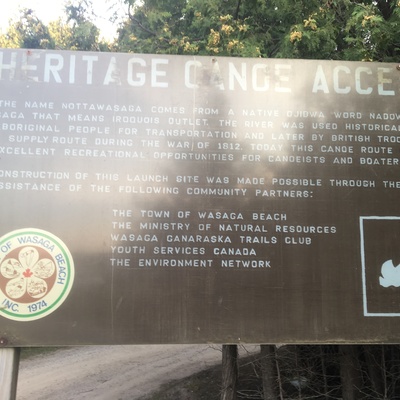 HERITAGE CANOE ACCE
THE NAME NOTTAWASAGA COMES FROM A NATIVE OJIBWA WORD NADOW
SAGA THAT MEANS IROQUOIS OUTLET. THE RIVER WAS USED HISTORICAL
ABORIGINAL PEOPLE FOR TRANSPORTATION AND LATER BY BRITISH TROO
SUPPLY ROUTE DURING THE WAR OF 1812. TODAY THIS CANOE ROUTE
EXCELLENT RECREATIONAL OPPORTUNITIES FOR CANOEISTS AND BOATER
CONSTRUCTION OF THIS LAUNCH SITE WAS MADE POSSIBLE THROUGH THE
ASSISTANCE OF THE FOLLOWING COMMUNITY PARTNERS:
THE TOWN OF WASAGA BEACH
THE MINISTRY OF NATURAL RESOURCES
WASAGA GANARASKA TRAILS CLUB
YOUTH SERVICES CANADA
THE ENVIRONMENT NETWORK
OF WASAGA BEACH
INC. 1974